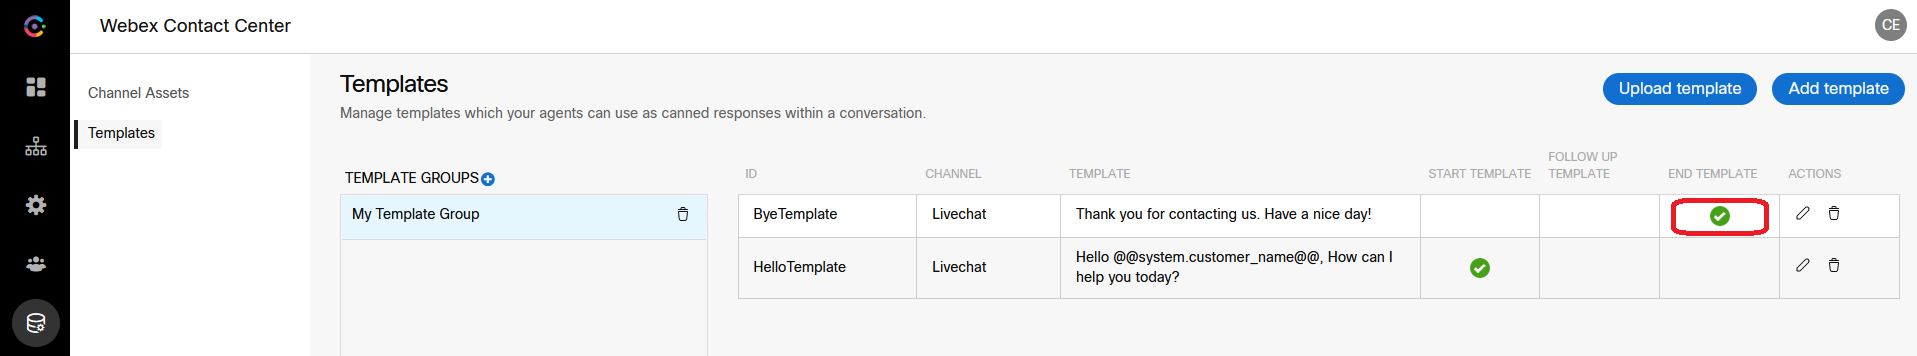 Webex Contact Center
CE
Channel Assets
Templates
Templates
Manage templates which your agents can use as canned responses within a conversation.
Upload template
Add template
TEMPLATE GROUPS
My Template Group
ID
CHANNEL
TEMPLATE
START TEMPLATE
FOLLOW UP
TEMPLATE
END TEMPLATE
ACTIONS
ByeTemplate
Livechat
Thank you for contacting us. Have a nice day!
HelloTemplate
Livechat
Hello @@system.customer_name@@, How can I
help you today?